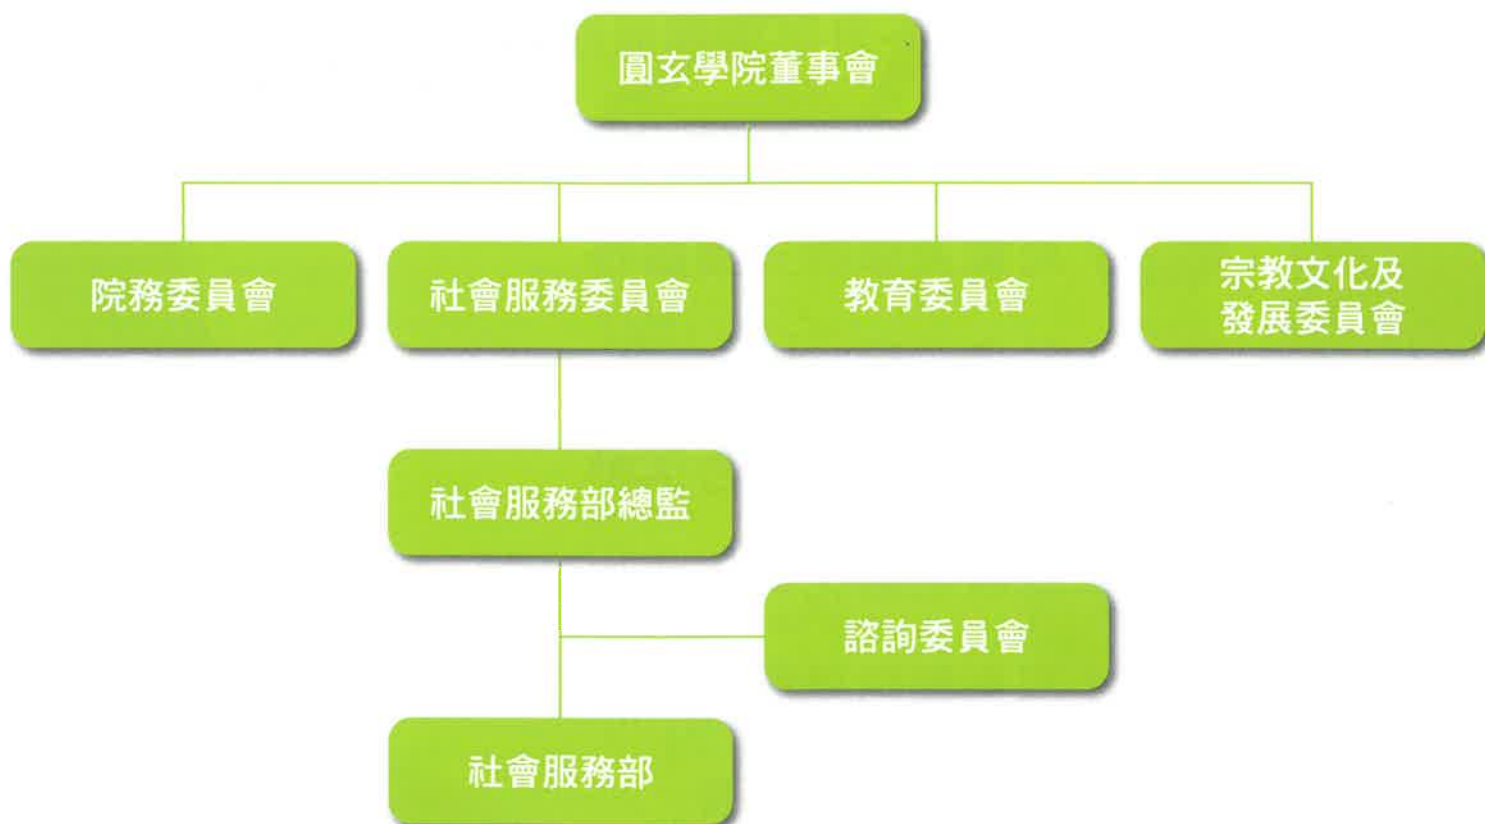 圓玄學院董事會
院務委員會
社會服務委員會
教育委員會
宗教文化及
發展委員會
社會服務部總監
諮詢委員會
社會服務部